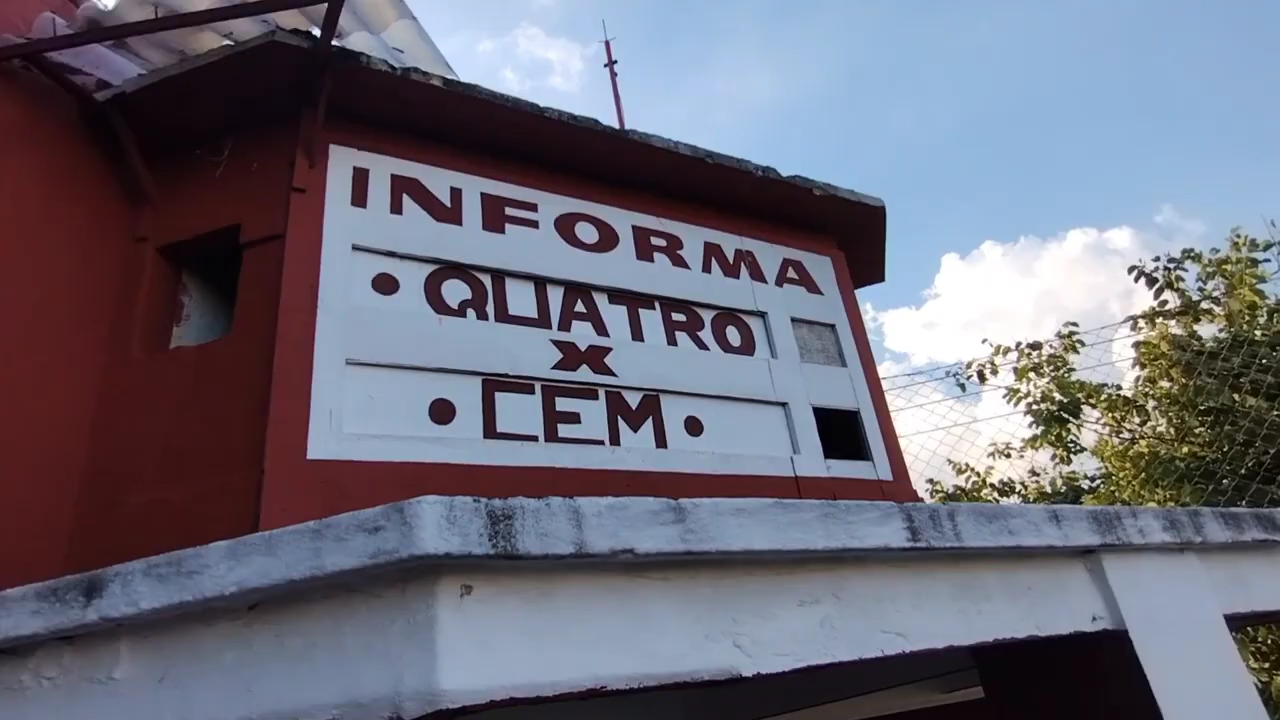 INFORMA
• QUATRO
X
• CEM •